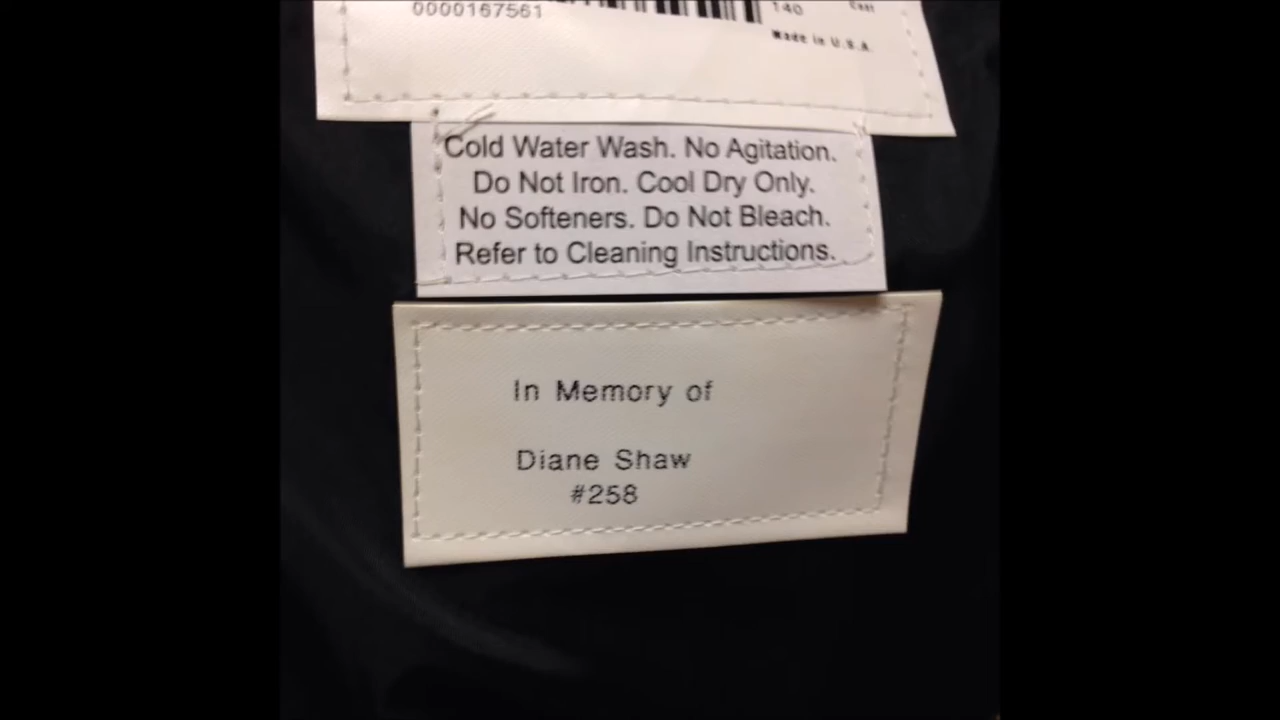 0000167561
140
East
Made in U.S.A.
Cold Water Wash. No Agitation.
Do Not Iron. Cool Dry Only.
No Softeners. Do Not Bleach.
Refer to Cleaning Instructions.
In Memory of
Diane Shaw
#258